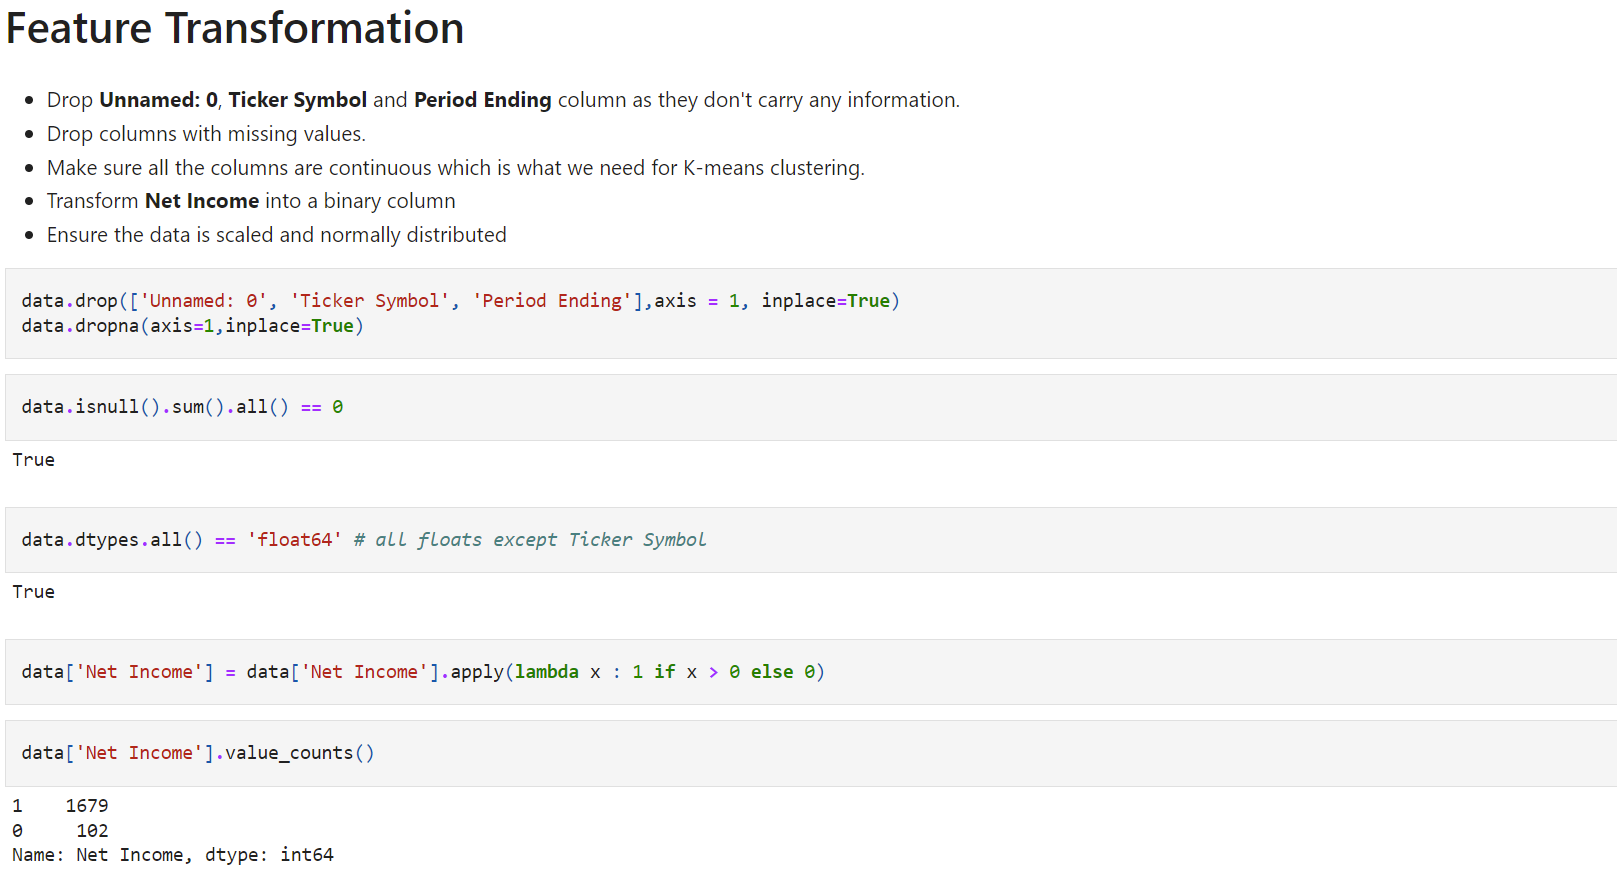 Feature Transformation
• Drop Unnamed: 0, Ticker Symbol and Period Ending column as they don't carry any information.
• Drop columns with missing values.
• Make sure all the columns are continuous which is what we need for K-means clustering.
• Transform Net Income into a binary column
• Ensure the data is scaled and normally distributed
data.drop(['Unnamed: 0', 'Ticker Symbol', 'Period Ending'],axis = 1, inplace=True)
data.dropna(axis=1,inplace=True)
data.isnull().sum().all() == 0
True
data.dtypes.all() == 'float64' # all floats except Ticker Symbol
True
data['Net Income'] = data['Net Income'].apply(lambda x : 1 if x > 0 else 0)
data['Net Income'].value_counts()
1    1679
0     102
Name: Net Income, dtype: int64